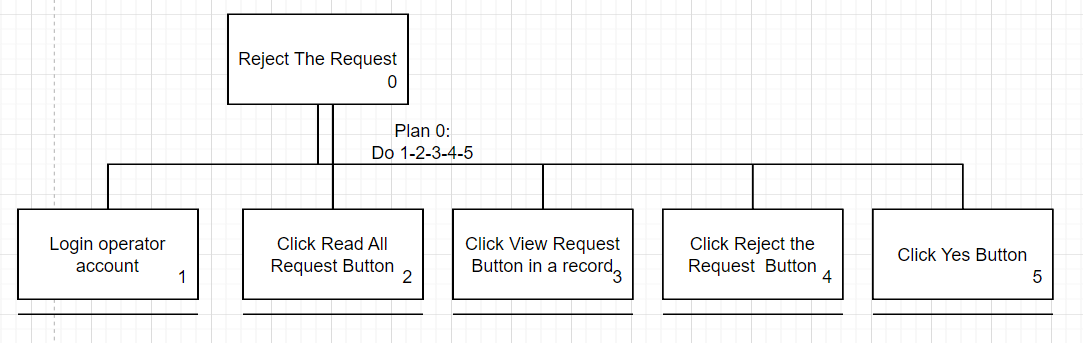 Reject The Request
0
Plan 0:
Do 1-2-3-4-5
Login operator
account
1
Click Read All
Request Button
2
Click View Request
Button in a record
3
Click Reject the
Request  Button
4
Click Yes Button
5